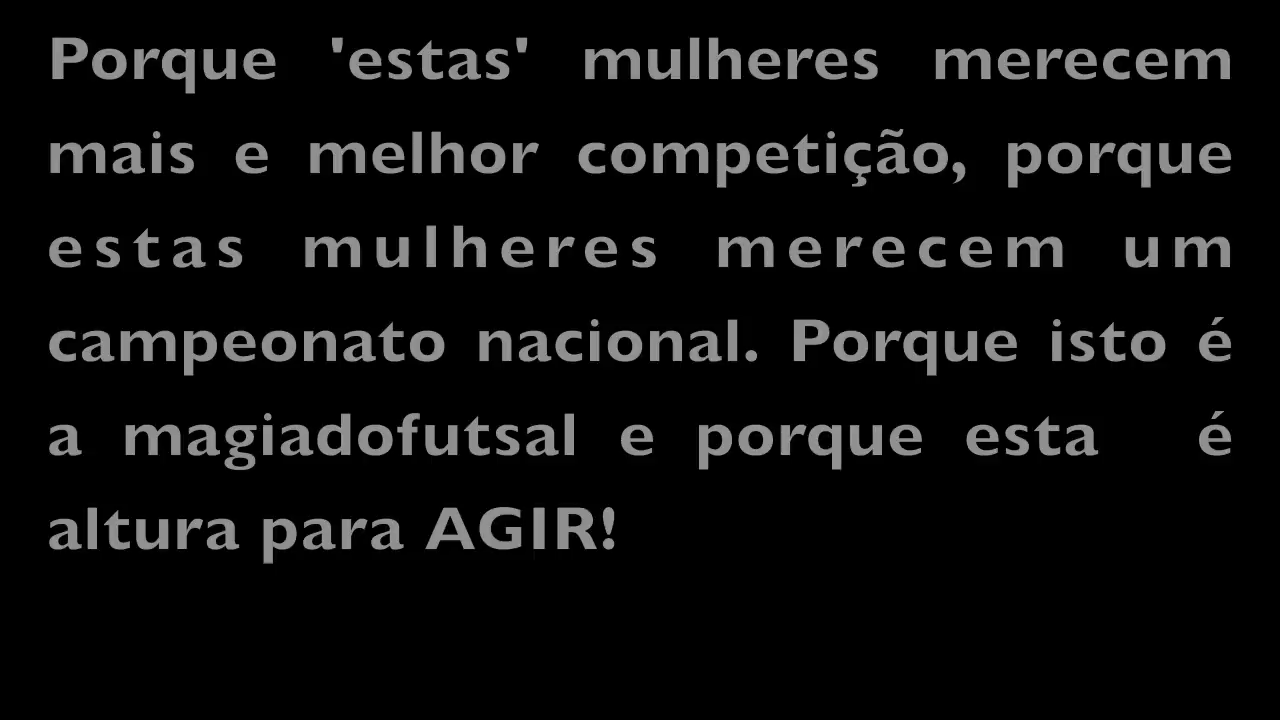 Porque 'estas' mulheres merecem
mais e melhor competição, porque
estas mulheres merecem um
campeonato nacional. Porque isto é
a magiadofutsal e porque esta é
altura para AGIR!